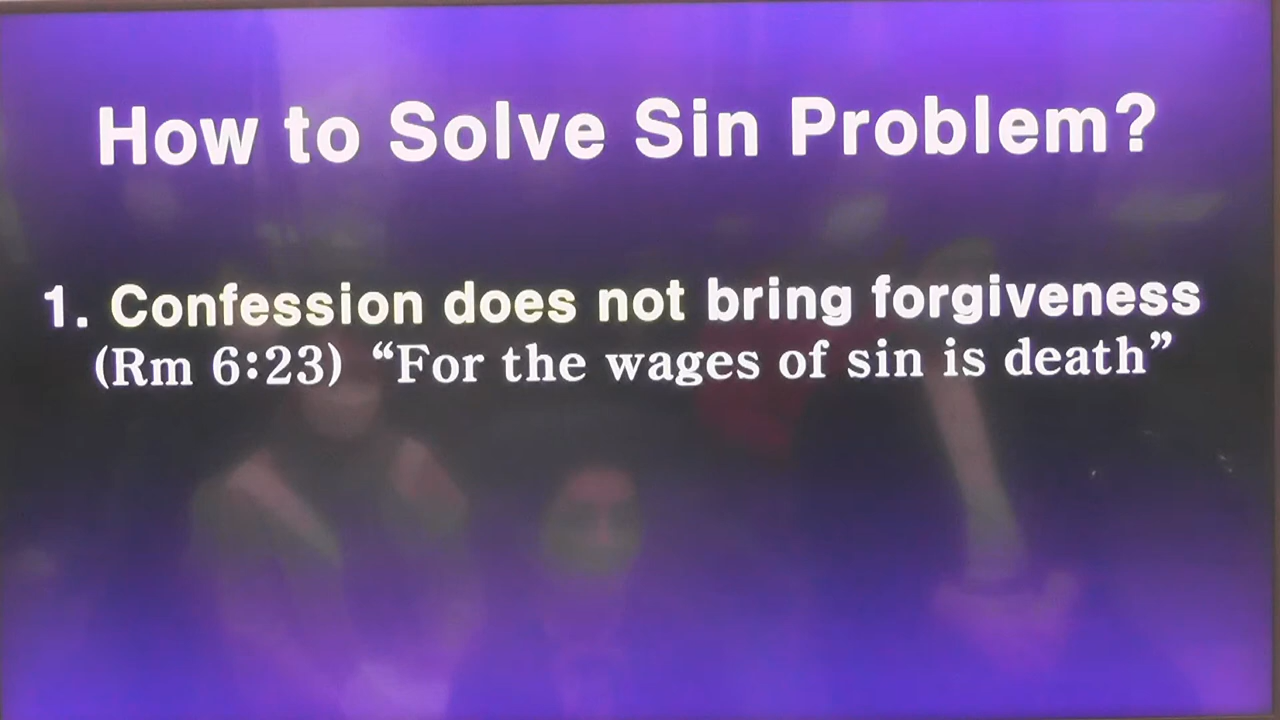 How to Solve Sin Problem?
1. Confession does not bring forgiveness
(Rm 6:23) “For the wages of sin is death”